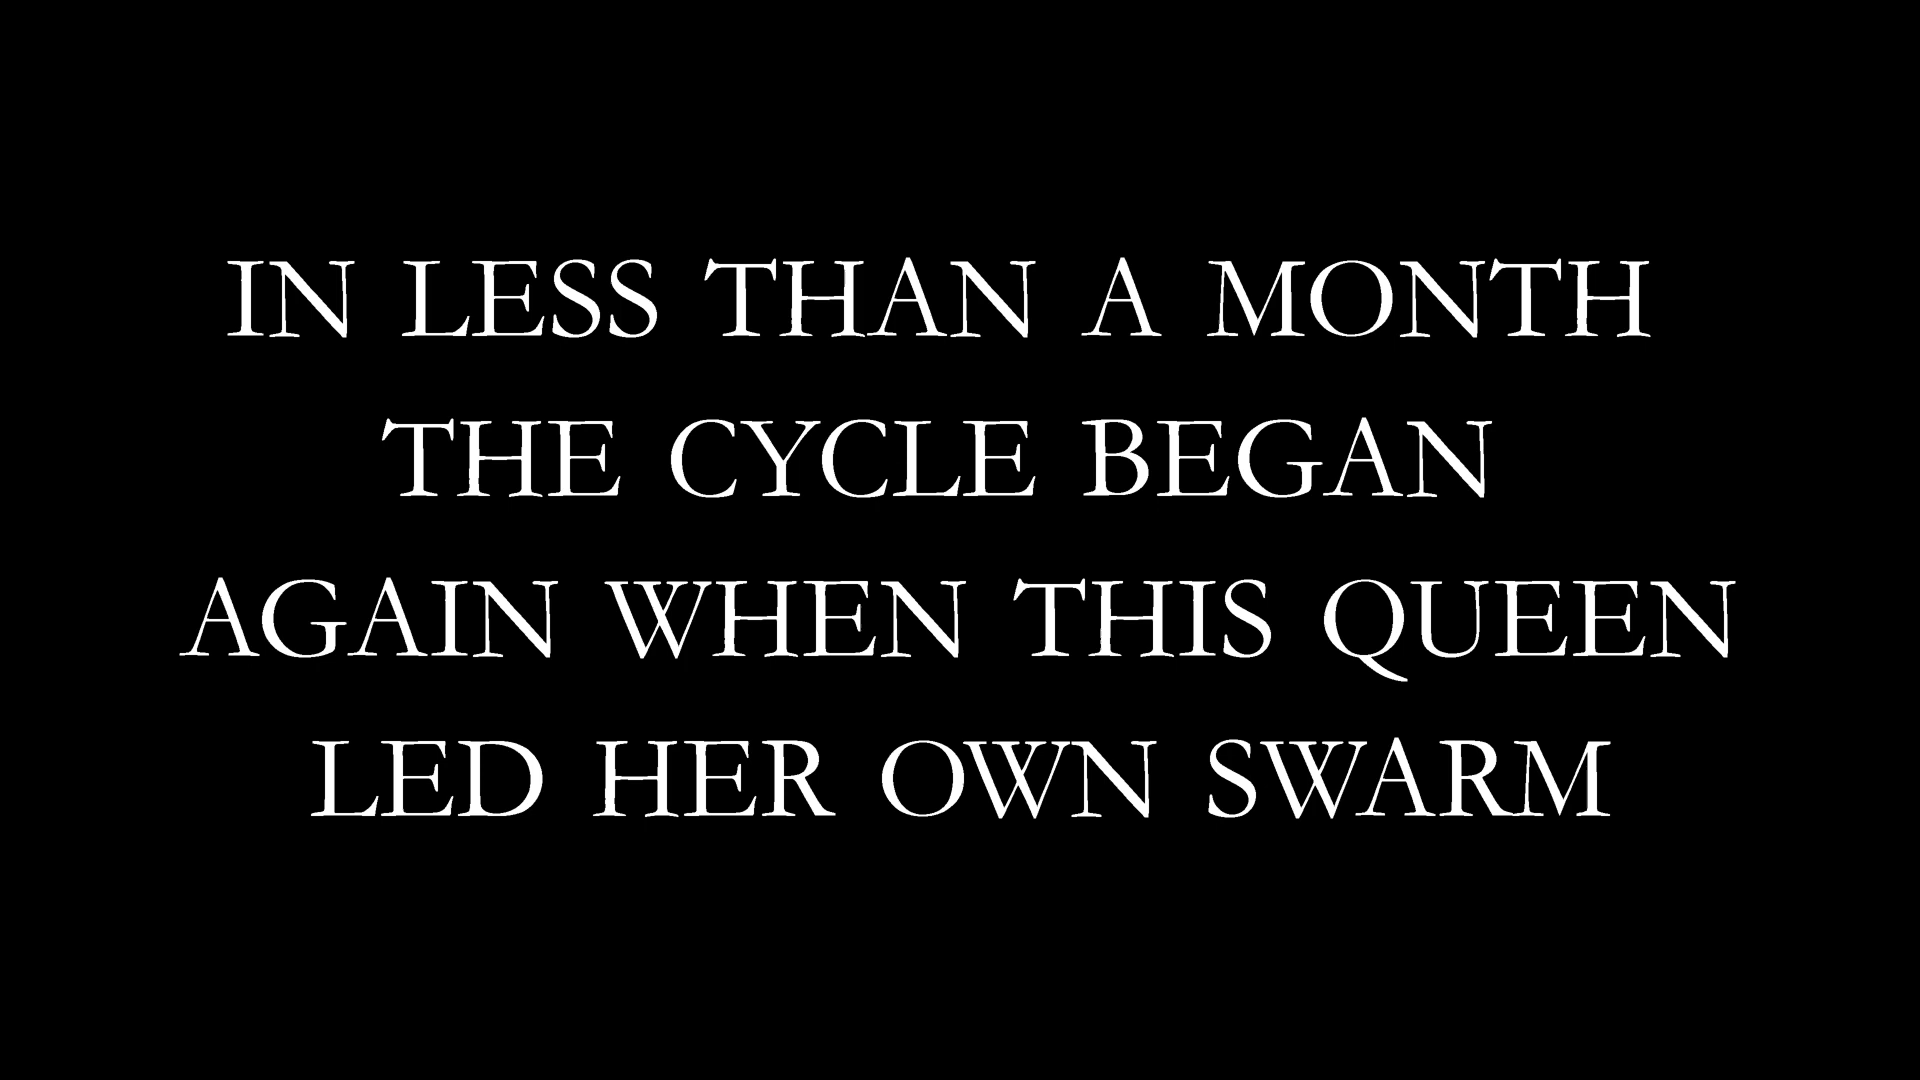 IN LESS THAN A MONTH
THE CYCLE BEGAN
AGAIN WHEN THIS QUEEN
LED HER OWN SWARM